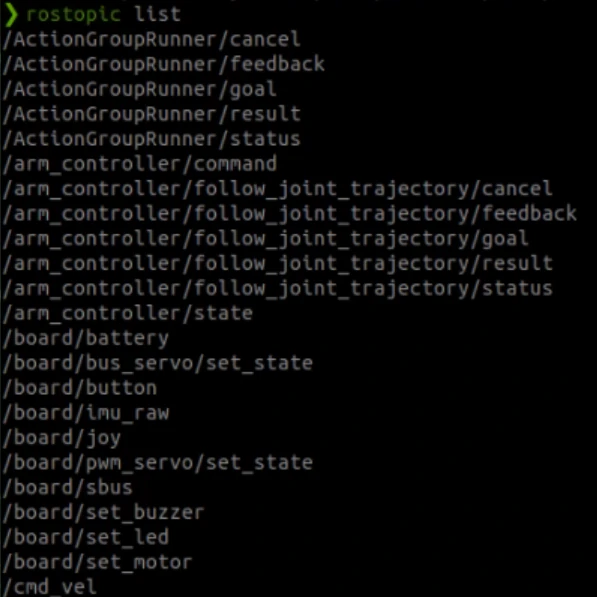 ❯ rostopic list
/ActionGroupRunner/cancel
/ActionGroupRunner/feedback
/ActionGroupRunner/goal
/ActionGroupRunner/result
/ActionGroupRunner/status
/arm_controller/command
/arm_controller/follow_joint_trajectory/cancel
/arm_controller/follow_joint_trajectory/feedback
/arm_controller/follow_joint_trajectory/goal
/arm_controller/follow_joint_trajectory/result
/arm_controller/follow_joint_trajectory/status
/arm_controller/state
/board/battery
/board/bus_servo/set_state
/board/button
/board/imu_raw
/board/joy
/board/pwm_servo/set_state
/board/sbus
/board/set_buzzer
/board/set_led
/board/set_motor
/cmd_vel